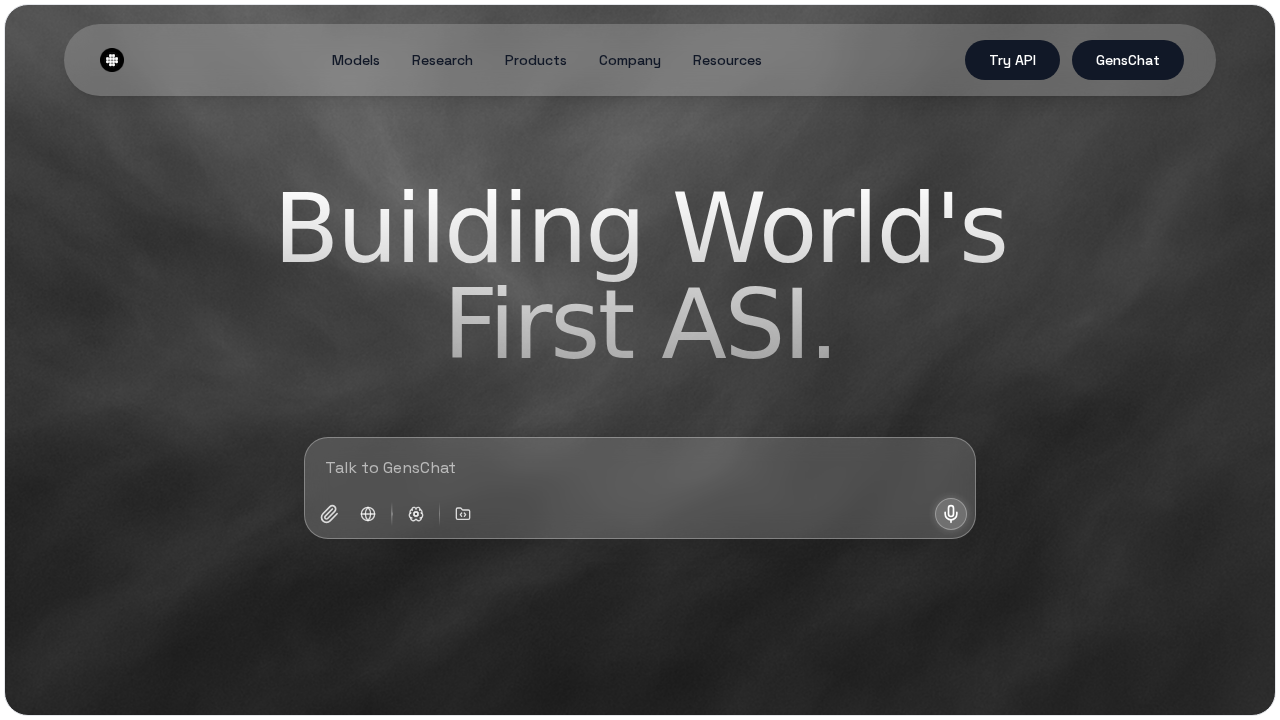 Models
Research
Products
Company
Resources
Try API
GensChat
Building World's
First ASI.
Talk to GensChat